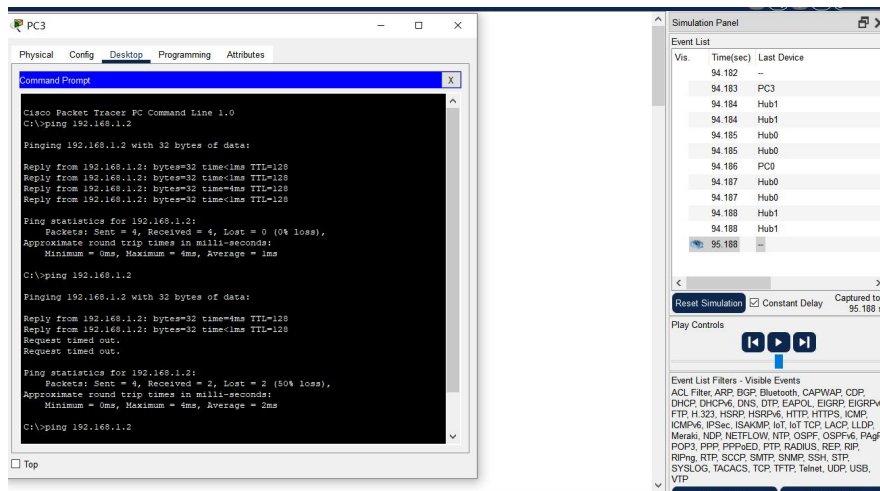 PC3
Physical Config Desktop Programming Attributes
Command Prompt
X
Cisco Packet Tracer PC Command Line 1.0
C:\>ping 192.168.1.2
Pinging 192.168.1.2 with 32 bytes of data:
Reply from 192.168.1.2: bytes=32 time<1ms TTL=128
Reply from 192.168.1.2: bytes=32 time<1ms TTL=128
Reply from 192.168.1.2: bytes=32 time=4ms TTL=128
Reply from 192.168.1.2: bytes=32 time<1ms TTL=128
Ping statistics for 192.168.1.2:
Packets: Sent = 4, Received = 4, Lost = 0 (0% loss),
Approximate round trip times in milli-seconds:
Minimum = 0ms, Maximum = 4ms, Average = 1ms
C:\>ping 192.168.1.2
Pinging 192.168.1.2 with 32 bytes of data:
Reply from 192.168.1.2: bytes=32 time=4ms TTL=128
Reply from 192.168.1.2: bytes=32 time<1ms TTL=128
Request timed out.
Request timed out.
Ping statistics for 192.168.1.2:
Packets: Sent = 4, Received = 2, Lost = 2 (50% loss),
Approximate round trip times in milli-seconds:
Minimum = 0ms, Maximum = 4ms, Average = 2ms
C:\>ping 192.168.1.2
Top
Simulation Panel
Event List
Vis. Time(sec) Last Device
94.182 --
94.183 PC3
94.184 Hub1
94.184 Hub1
94.185 Hub0
94.185 Hub0
94.186 PC0
94.187 Hub0
94.187 Hub0
94.188 Hub1
94.188 Hub1
95.188 --
Reset Simulation Constant Delay Captured to
95.188 s
Play Controls
Event List Filters - Visible Events
ACL Filter, ARP, BGP, Bluetooth, CAPWAP, CDP,
DHCP, DHCPv6, DNS, DTP, EAPOL, EIGRP, EIGRPv6
FTP, H.323, HSRP, HSRPv6, HTTP, HTTPS, ICMP,
ICMPv6, IPSec, ISAKMP, IoT, IoT TCP, LACP, LLDP,
Meraki, NDP, NETFLOW, NTP, OSPF, OSPFv6, PAgP
POP3, PPP, PPPoED, PTP, RADIUS, REP, RIP,
RIPng, RTP, SCCP, SMTP, SNMP, SSH, STP,
SYSLOG, TACACS, TCP, TFTP, Telnet, UDP, USB,
VTP